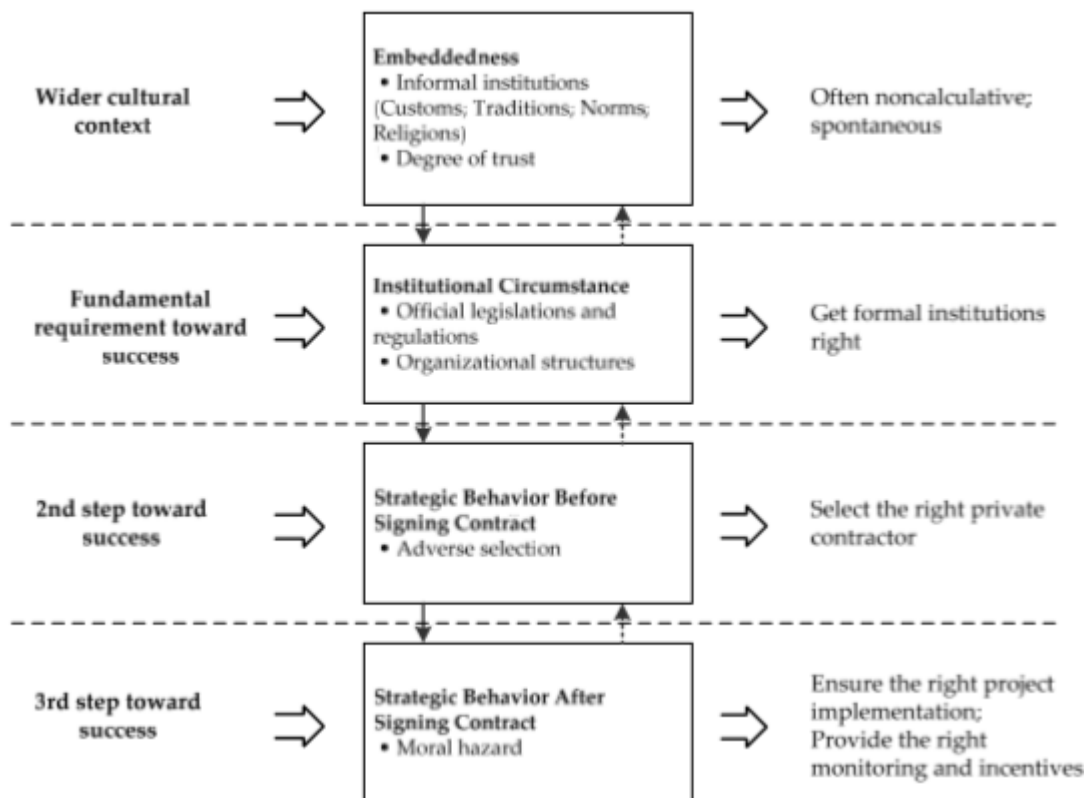 Wider cultural
context
Embeddedness
• Informal institutions
(Customs; Traditions; Norms;
Religions)
• Degree of trust
Often noncalculative;
spontaneous
Fundamental
requirement toward
success
Institutional Circumstance
• Official legislations and
regulations
• Organizational structures
Get formal institutions
right
2nd step toward
success
Strategic Behavior Before
Signing Contract
• Adverse selection
Select the right private
contractor
3rd step toward
success
Strategic Behavior After
Signing Contract
• Moral hazard
Ensure the right project
implementation;
Provide the right
monitoring and incentives